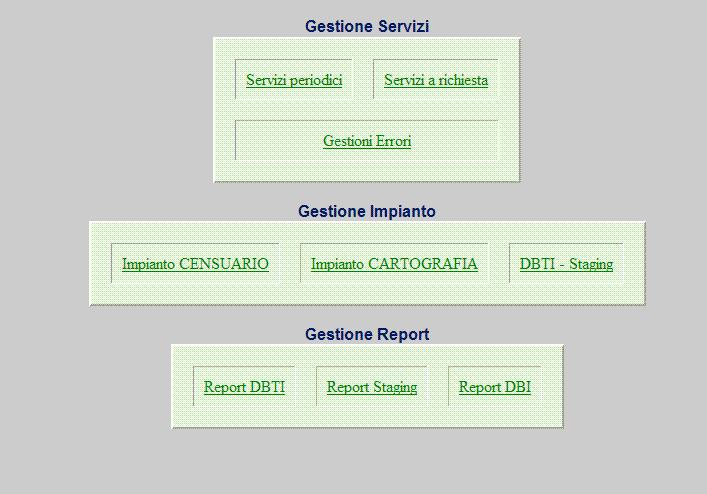 Gestione Servizi
Servizi periodici Servizi a richiesta
Gestioni Errori
Gestione Impianto
Impianto CENSUARIO Impianto CARTOGRAFIA DBTI - Staging
Gestione Report
Report DBTI Report Staging Report DBI